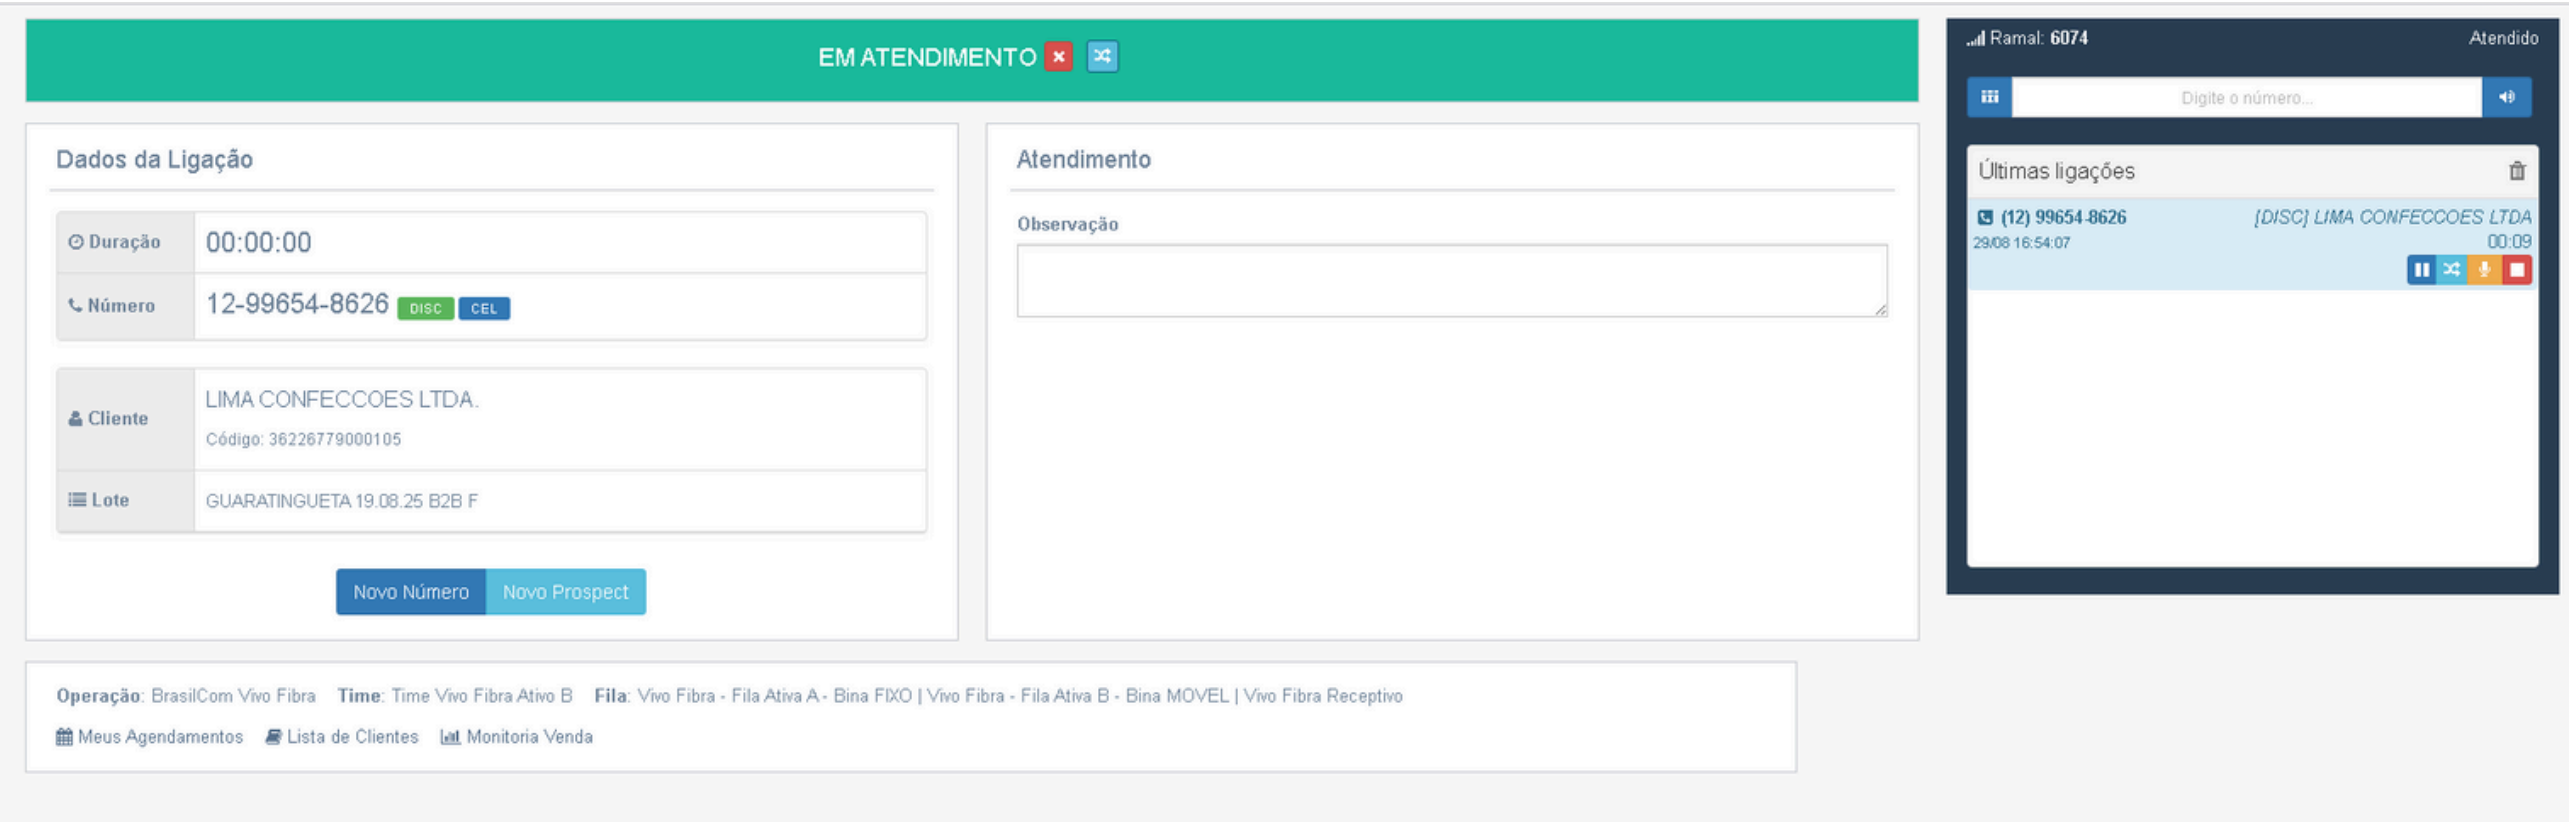 EM ATENDIMENTO
Dados da Ligação
Duração 00:00:00
Número 12-99654-8626 DISC CEL
Cliente LIMA CONFECCOES LTDA.
Código: 36226779000105
Lote GUARATINGUETA 19.08.25 B2B F
Novo Número Novo Prospect
Atendimento
Observação
Ramal: 6074 Atendido
Digite o número...
Últimas ligações
(12) 99654-8626 [DISC] LIMA CONFECCOES LTDA
29/08 16:54:07 00:09
Operação: BrasilCom Vivo Fibra Time: Time Vivo Fibra Ativo B Fila: Vivo Fibra - Fila Ativa A - Bina FIXO | Vivo Fibra - Fila Ativa B - Bina MOVEL | Vivo Fibra Receptivo
Meus Agendamentos Lista de Clientes Monitoria Venda